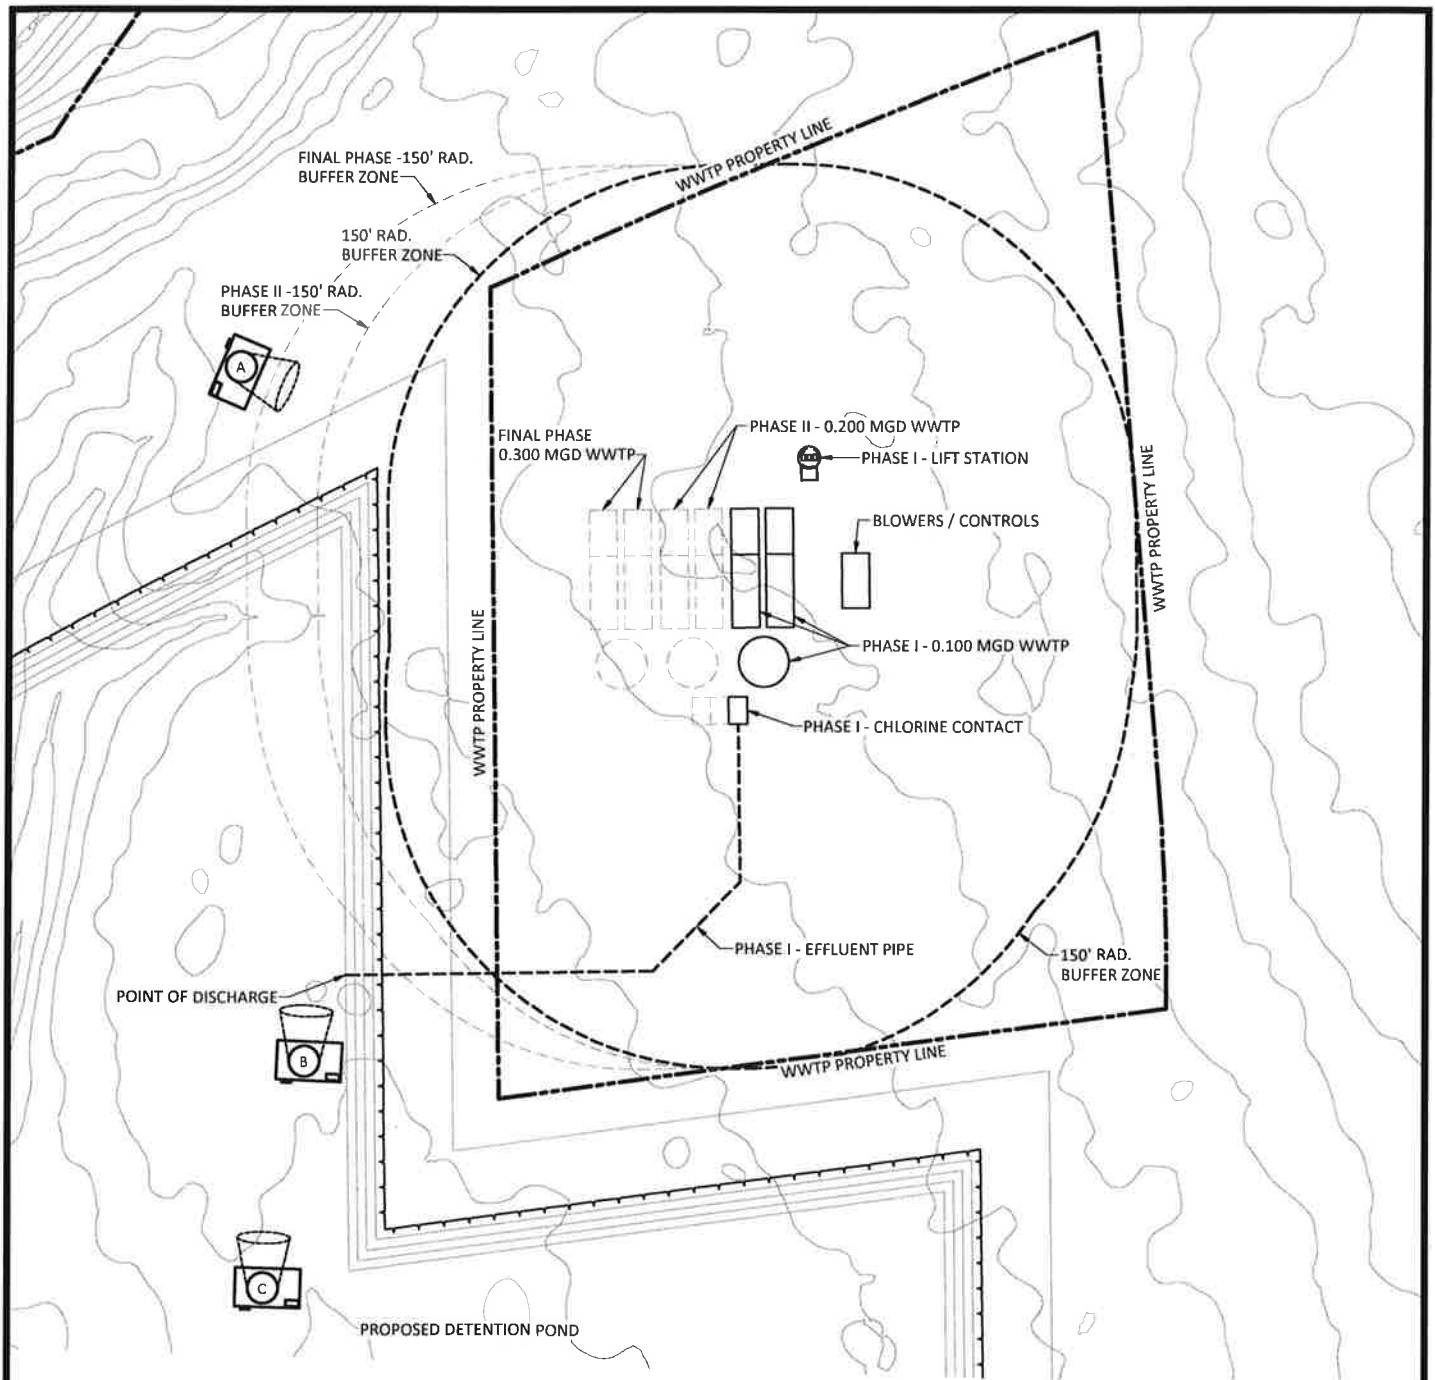 WWTP PROPERTY LINE
FINAL PHASE -150' RAD.
BUFFER ZONE
150' RAD.
BUFFER ZONE
PHASE II -150' RAD.
BUFFER ZONE
A
FINAL PHASE
0.300 MGD WWTP
PHASE II - 0.200 MGD WWTP
PHASE I - LIFT STATION
WWTP PROPERTY LINE
BLOWERS / CONTROLS
WWTP PROPERTY LINE
PHASE I - 0.100 MGD WWTP
PHASE I - CHLORINE CONTACT
PHASE I - EFFLUENT PIPE
150' RAD.
BUFFER ZONE
POINT OF DISCHARGE
B
WWTP PROPERTY LINE
C
PROPOSED DETENTION POND